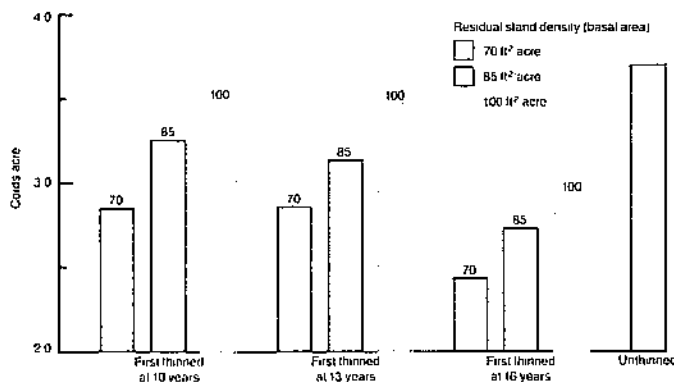 4.0
Residual stand density (basal area)
70 ft² acre
85 ft² acre
100 ft² acre
100
100
85
85
100
Cords acre
3.0
70
70
85
70
2.0
First thinned
at 10 years
First thinned
at 13 years
First thinned
at 16 years
Unthinned